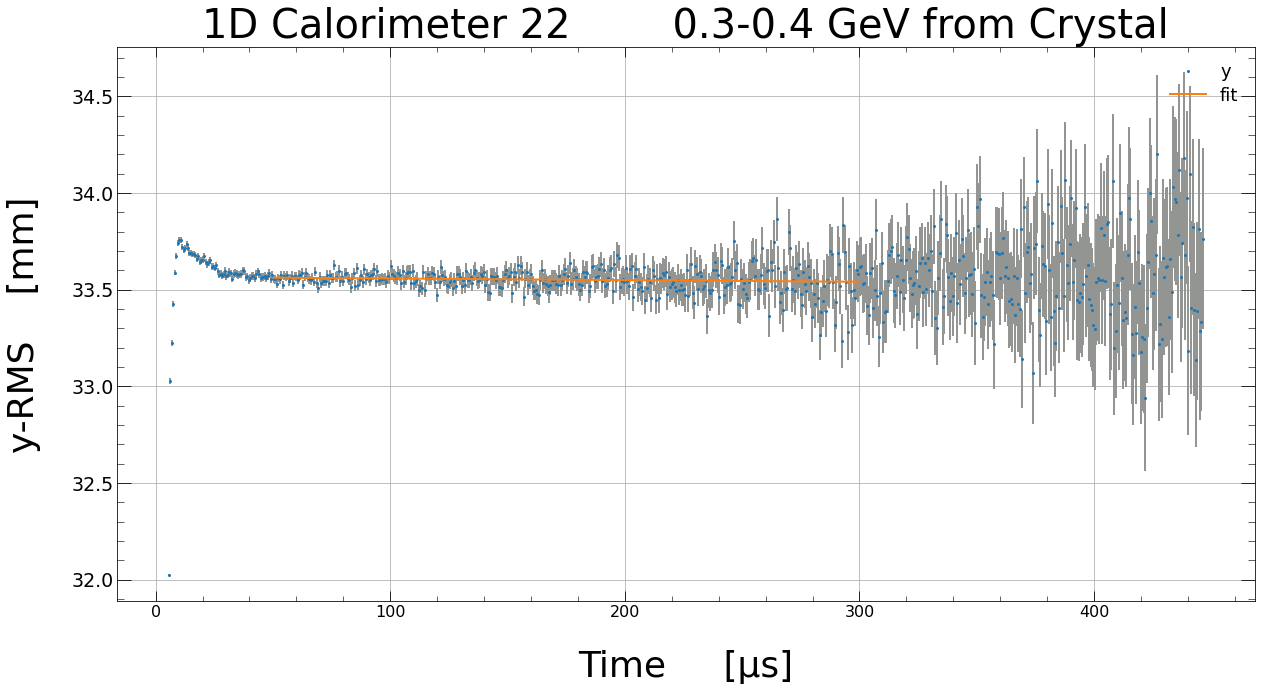 1D Calorimeter 22 0.3-0.4 GeV from Crystal
y
fit
34.5
34.0
33.5
33.0
32.5
32.0
y-RMS [mm]
0 100 200 300 400
Time [μs]